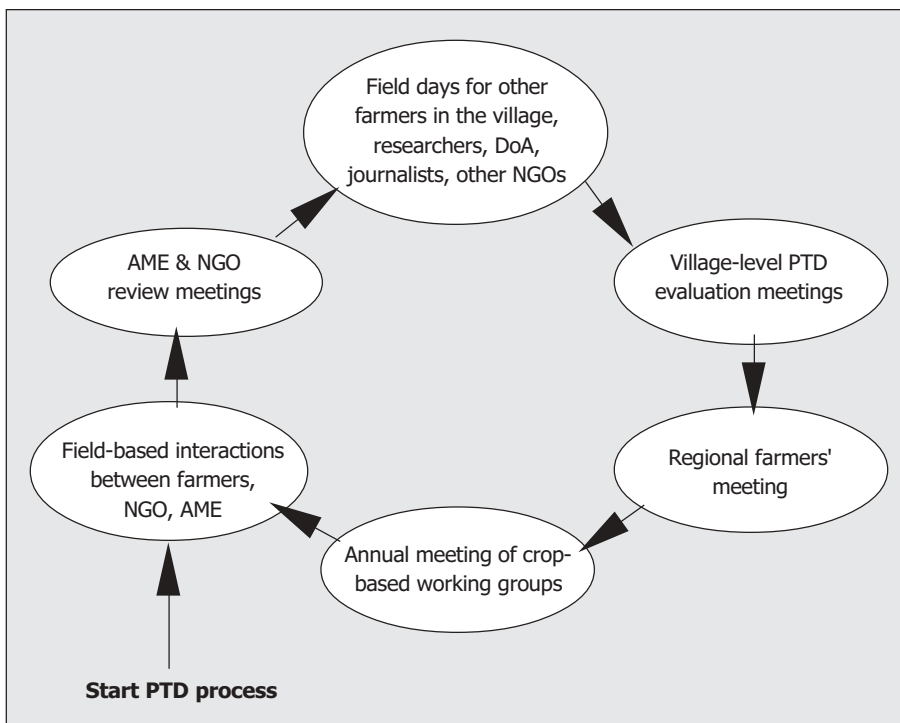 Field days for other
farmers in the village,
researchers, DoA,
journalists, other NGOs
AME & NGO
review meetings
Village-level PTD
evaluation meetings
Field-based interactions
between farmers,
NGO, AME
Regional farmers'
meeting
Annual meeting of crop-
based working groups
Start PTD process